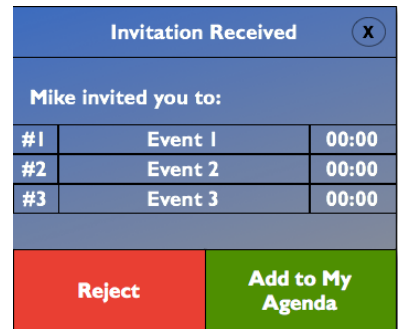 Invitation Received X
Mike invited you to:
#1 Event 1 00:00
#2 Event 2 00:00
#3 Event 3 00:00
Reject
Add to My
Agenda